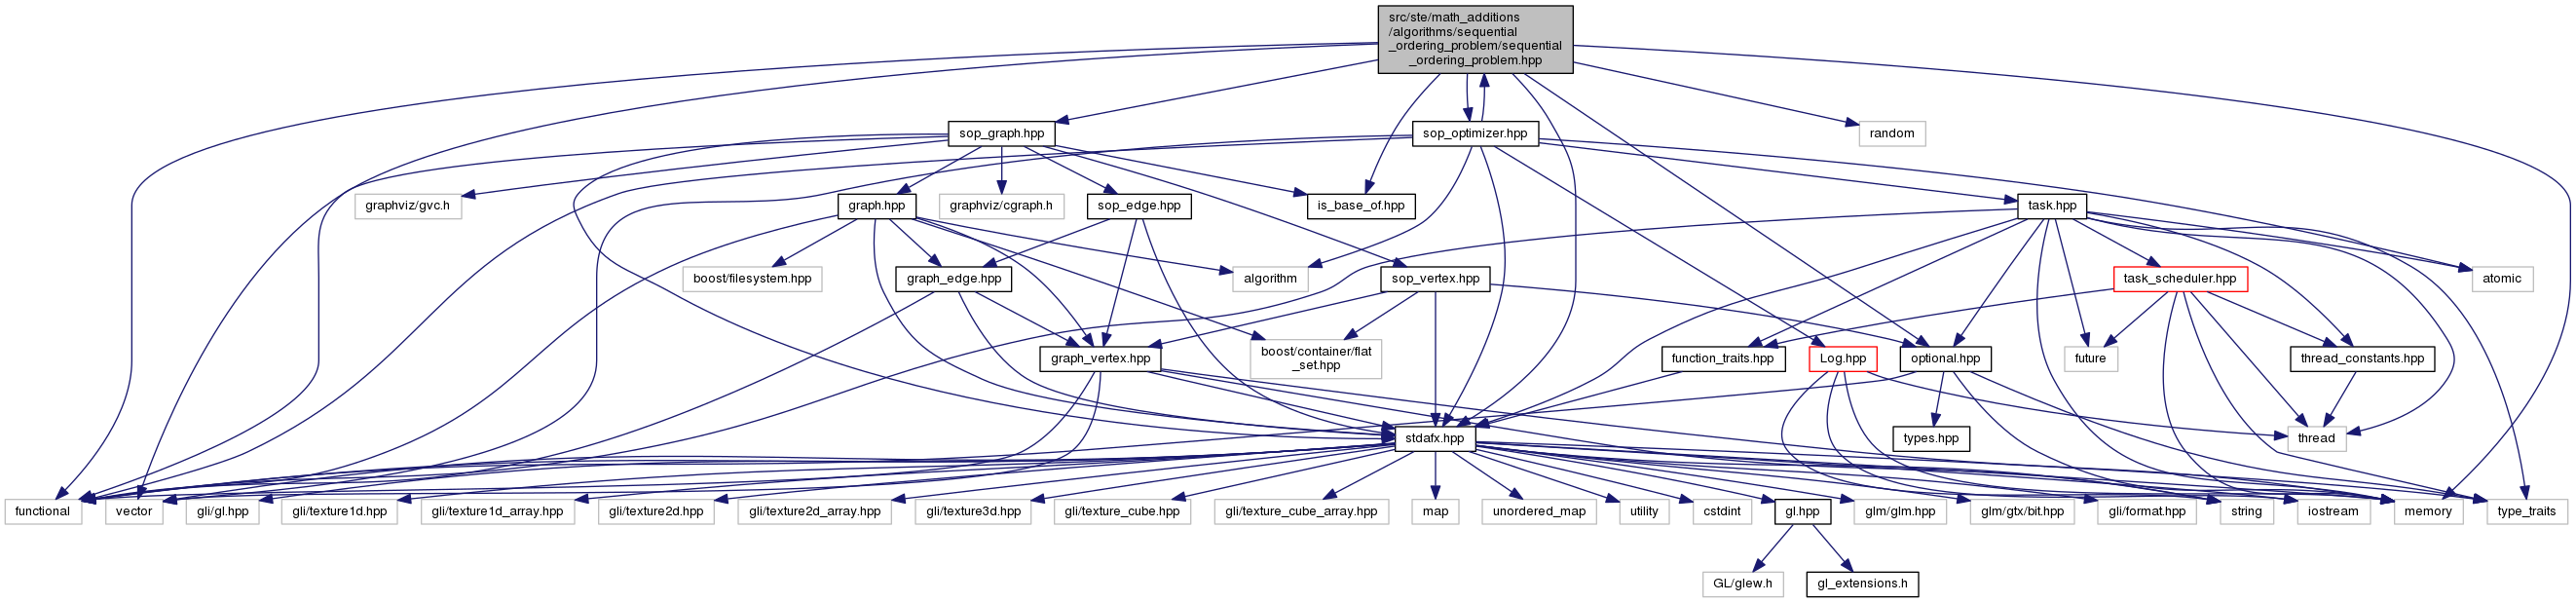 src/ste/math_additions
/algorithms/sequential
_ordering_problem/sequential
_ordering_problem.hpp
sop_graph.hpp
sop_optimizer.hpp
random
graphviz/gvc.h
graph.hpp
graphviz/cgraph.h
sop_edge.hpp
is_base_of.hpp
task.hpp
boost/filesystem.hpp
graph_edge.hpp
algorithm
sop_vertex.hpp
task_scheduler.hpp
atomic
graph_vertex.hpp
boost/container/flat
_set.hpp
function_traits.hpp
Log.hpp
optional.hpp
future
thread_constants.hpp
stdafx.hpp
types.hpp
thread
functional
vector
gli/gl.hpp
gli/texture1d.hpp
gli/texture1d_array.hpp
gli/texture2d.hpp
gli/texture2d_array.hpp
gli/texture3d.hpp
gli/texture_cube.hpp
gli/texture_cube_array.hpp
map
unordered_map
utility
cstdint
gl.hpp
glm/glm.hpp
glm/gtx/bit.hpp
gli/format.hpp
string
iostream
memory
type_traits
GL/glew.h
gl_extensions.h